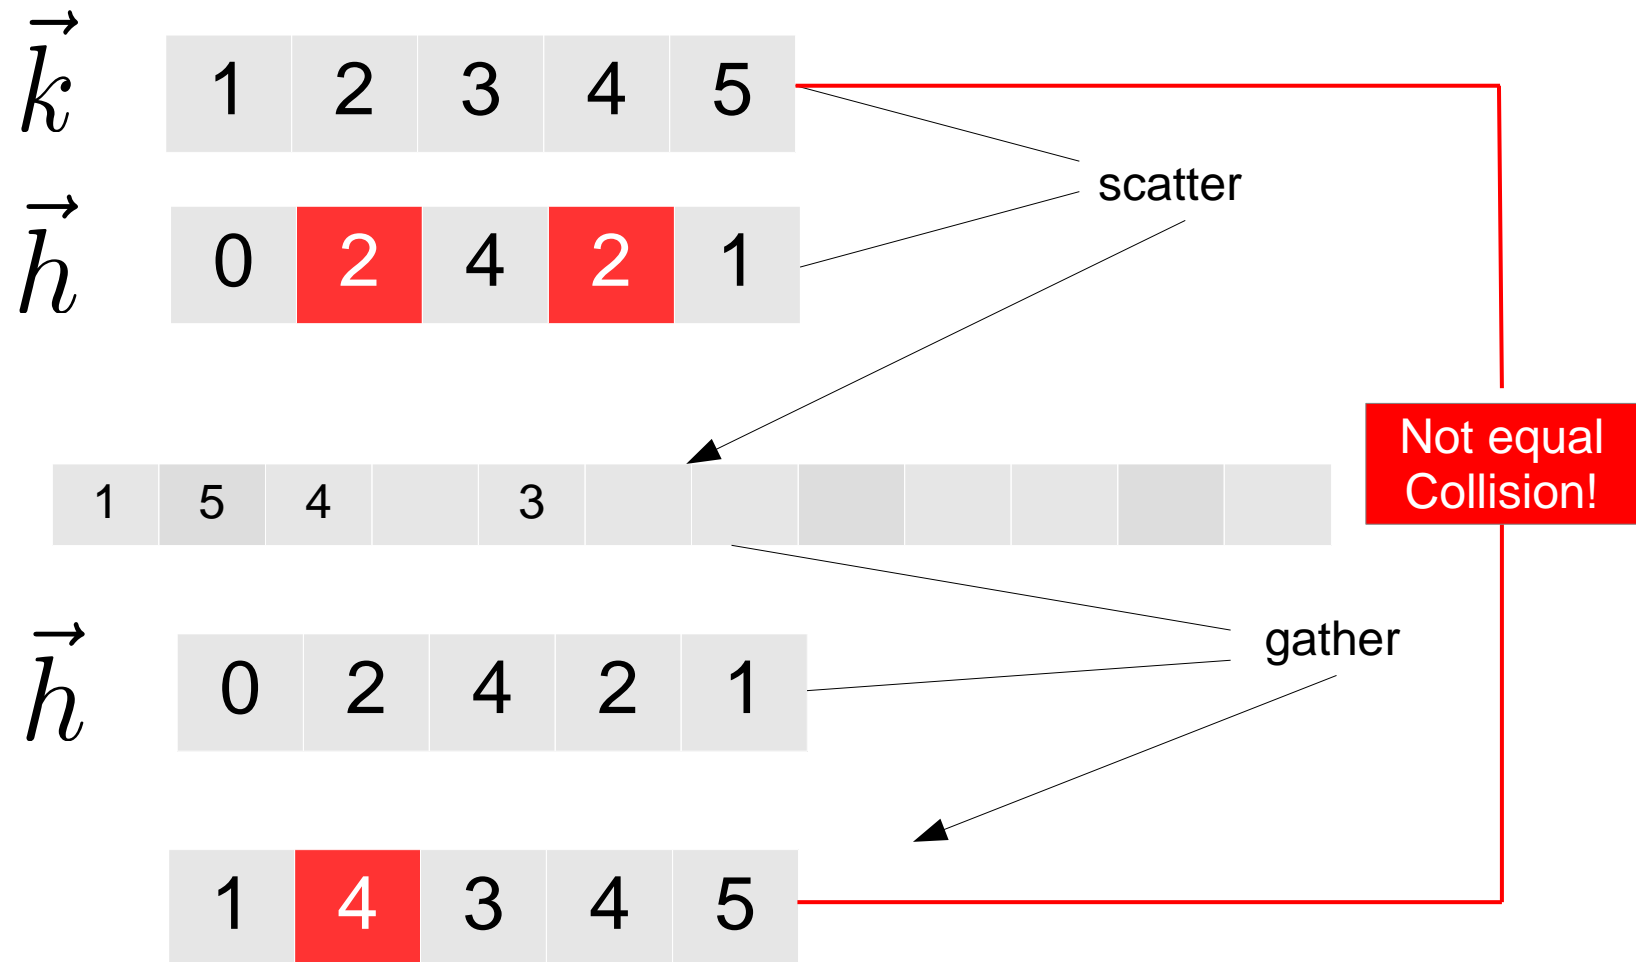 k⃗ 1 2 3 4 5
scatter
h⃗ 0 2 4 2 1
Not equal
Collision!
1 5 4 3
gather
h⃗ 0 2 4 2 1
1 4 3 4 5